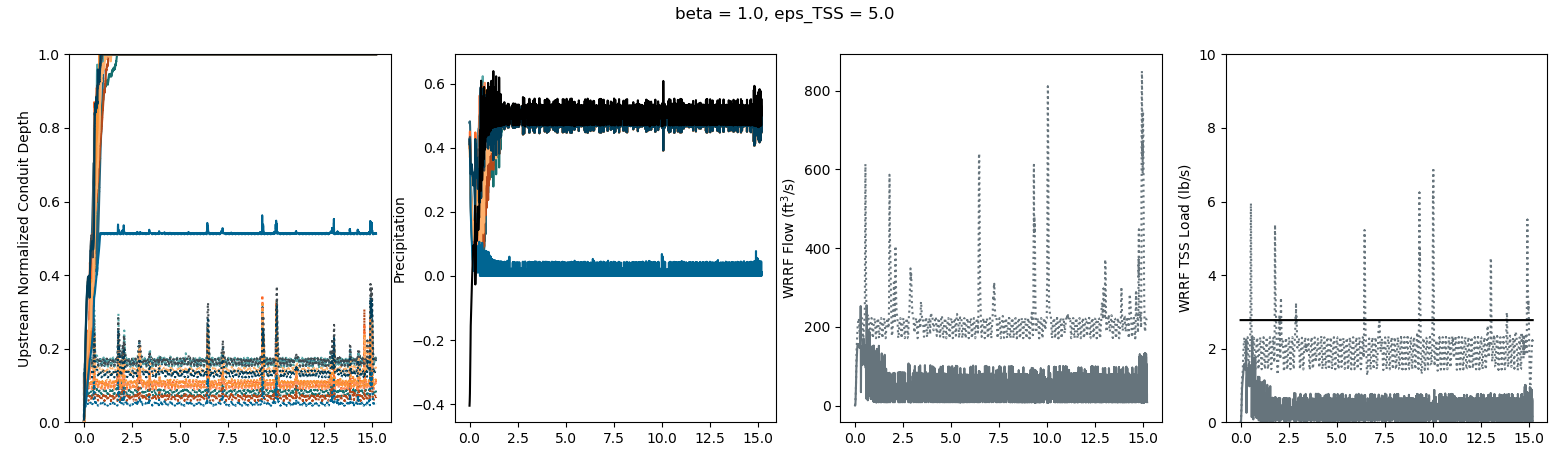 beta = 1.0, eps_TSS = 5.0
Upstream Normalized Conduit Depth
1.0
0.8
0.6
0.4
0.2
0.0
0.0 2.5 5.0 7.5 10.0 12.5 15.0
Precipitation
0.6
0.4
0.2
0.0
−0.2
−0.4
0.0 2.5 5.0 7.5 10.0 12.5 15.0
WRRF Flow (ft³/s)
800
600
400
200
0
0.0 2.5 5.0 7.5 10.0 12.5 15.0
WRRF TSS Load (lb/s)
10
8
6
4
2
0
0.0 2.5 5.0 7.5 10.0 12.5 15.0